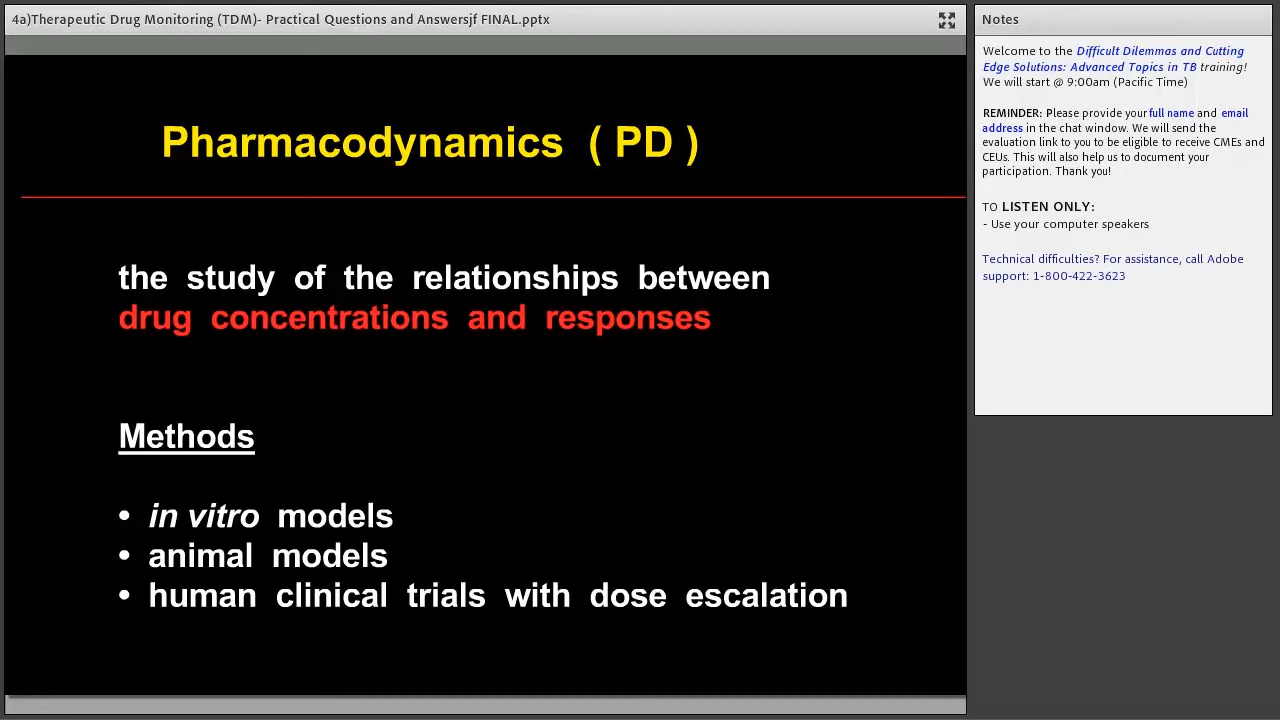 4a)Therapeutic Drug Monitoring (TDM)- Practical Questions and Answersjf FINAL.pptx
Pharmacodynamics ( PD )
the study of the relationships between
drug concentrations and responses
Methods
• in vitro models
• animal models
• human clinical trials with dose escalation
Notes
Welcome to the Difficult Dilemmas and Cutting
Edge Solutions: Advanced Topics in TB training!
We will start @ 9:00am (Pacific Time)
REMINDER: Please provide your full name and email
address in the chat window. We will send the
evaluation link to you to be eligible to receive CMEs and
CEUs. This will also help us to document your
participation. Thank you!
TO LISTEN ONLY:
- Use your computer speakers
Technical difficulties? For assistance, call Adobe
support: 1-800-422-3623